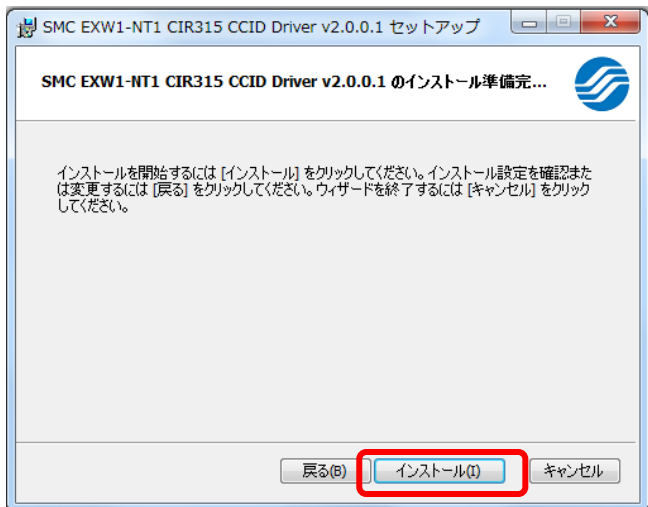 SMC EXW1-NT1 CIR315 CCID Driver v2.0.0.1 セットアップ
SMC EXW1-NT1 CIR315 CCID Driver v2.0.0.1 のインストール準備完...
インストールを開始するには [インストール] をクリックしてください。インストール設定を確認また
は変更するには [戻る] をクリックしてください。ウィザードを終了するには [キャンセル] をクリック
してください。
戻る(B) インストール(I) キャンセル